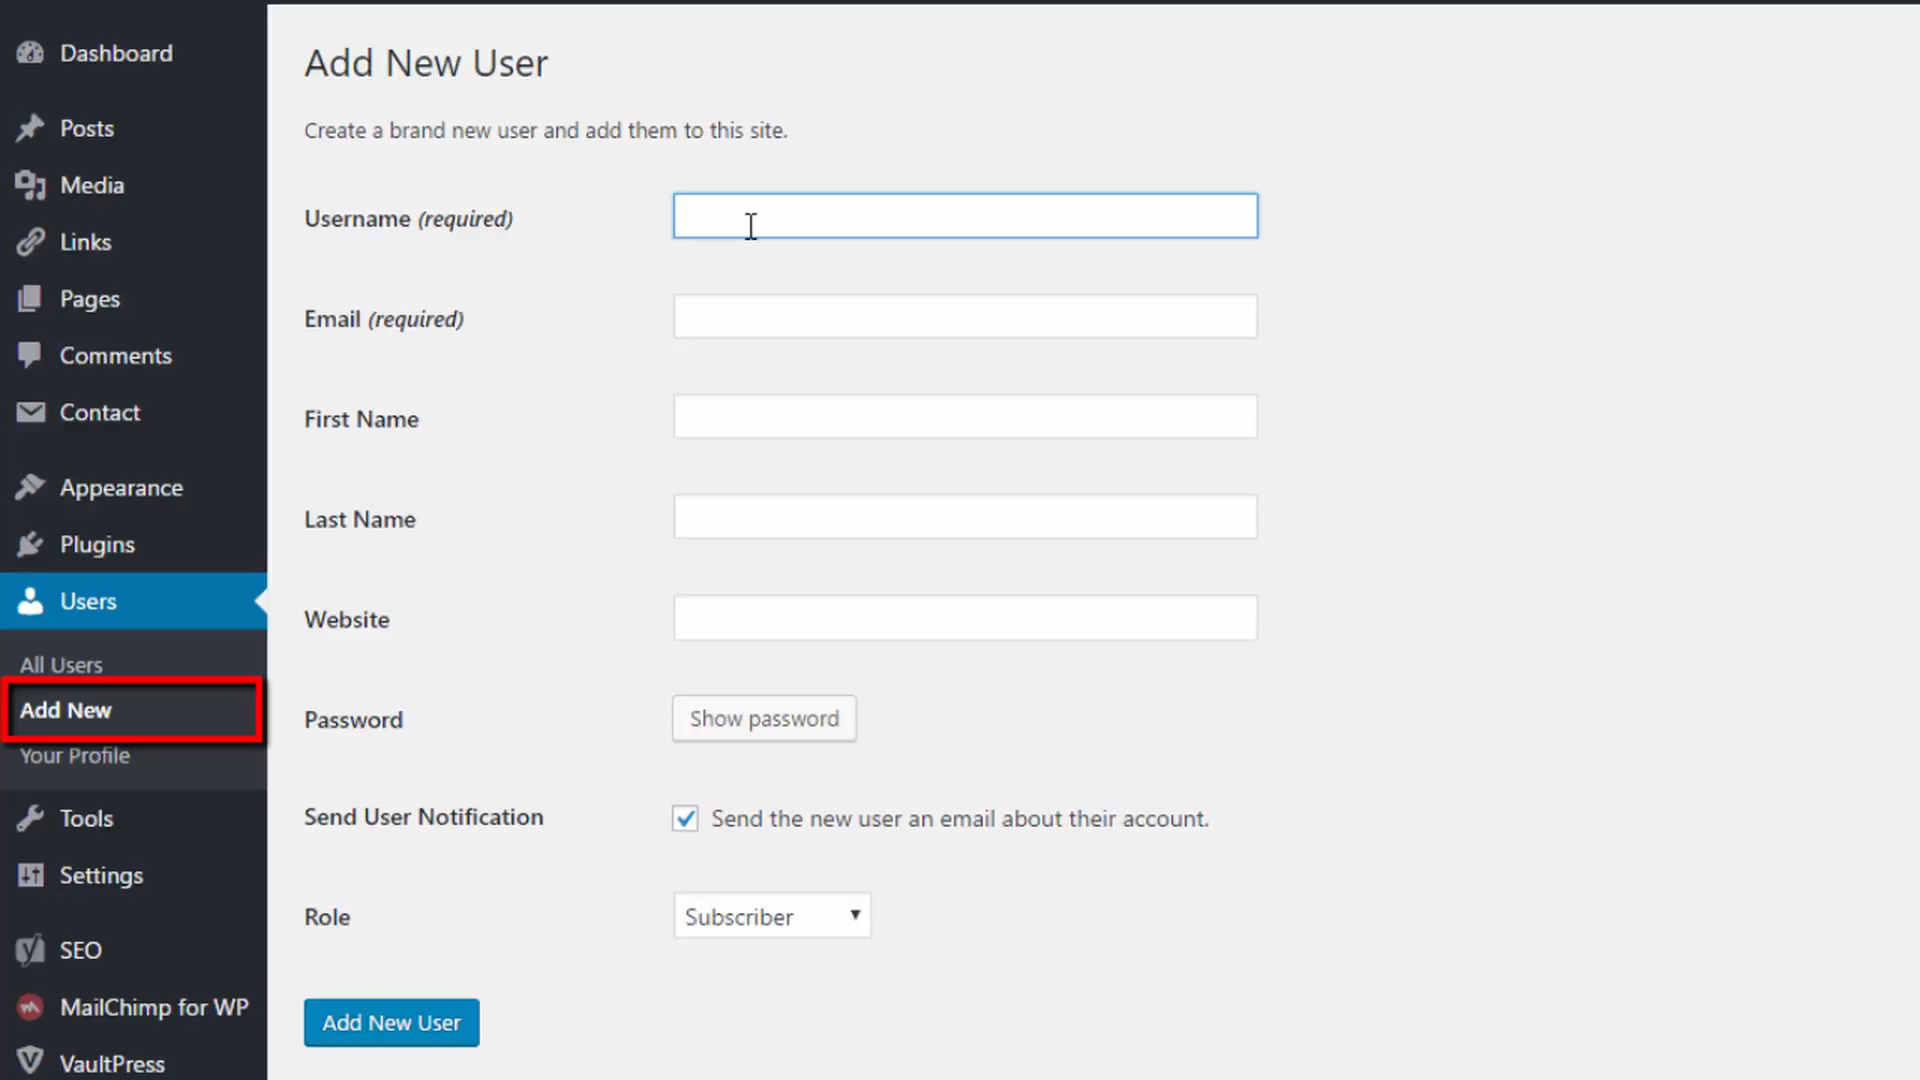 Dashboard
Posts
Media
Links
Pages
Comments
Contact
Appearance
Plugins
Users
All Users
Add New
Your Profile
Tools
Settings
SEO
MailChimp for WP
VaultPress
Add New User
Create a brand new user and add them to this site.
Username (required)
Email (required)
First Name
Last Name
Website
Password Show password
Send User Notification Send the new user an email about their account.
Role Subscriber
Add New User